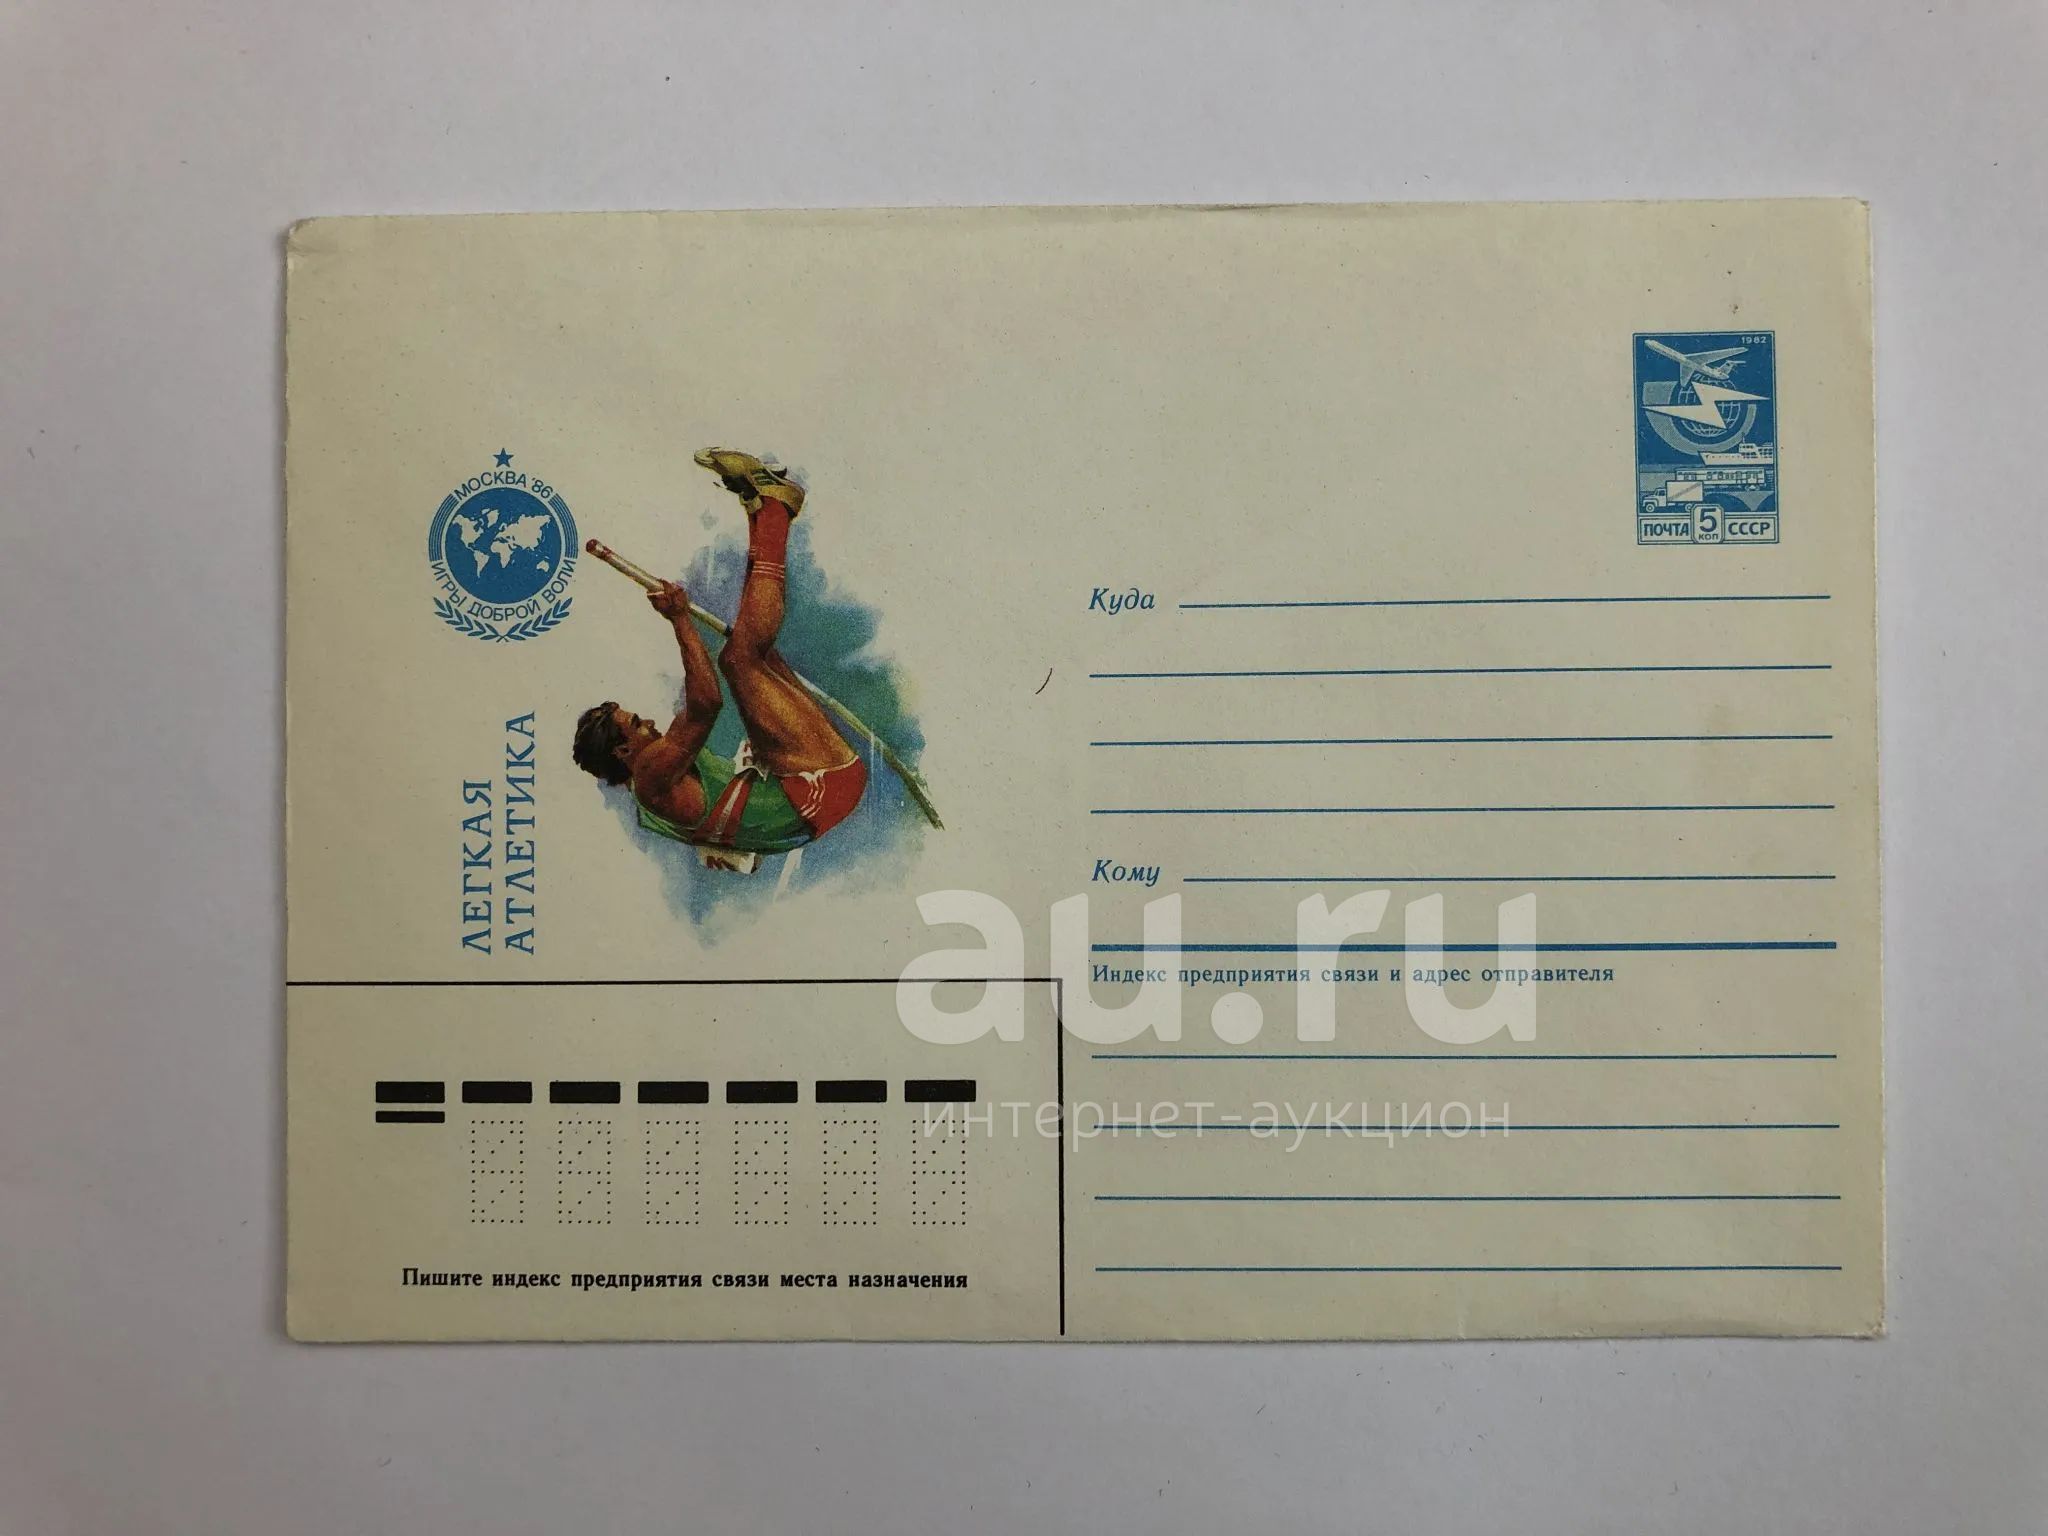 1982
ПОЧТА 5 КОП СССР
МОСКВА '86
ИГРЫ ДОБРОЙ ВОЛИ
ЛЕГКАЯ
АТЛЕТИКА
Куда
Кому
Индекс предприятия связи и адрес отправителя
Пишите индекс предприятия связи места назначения
au.ru
интернет-аукцион